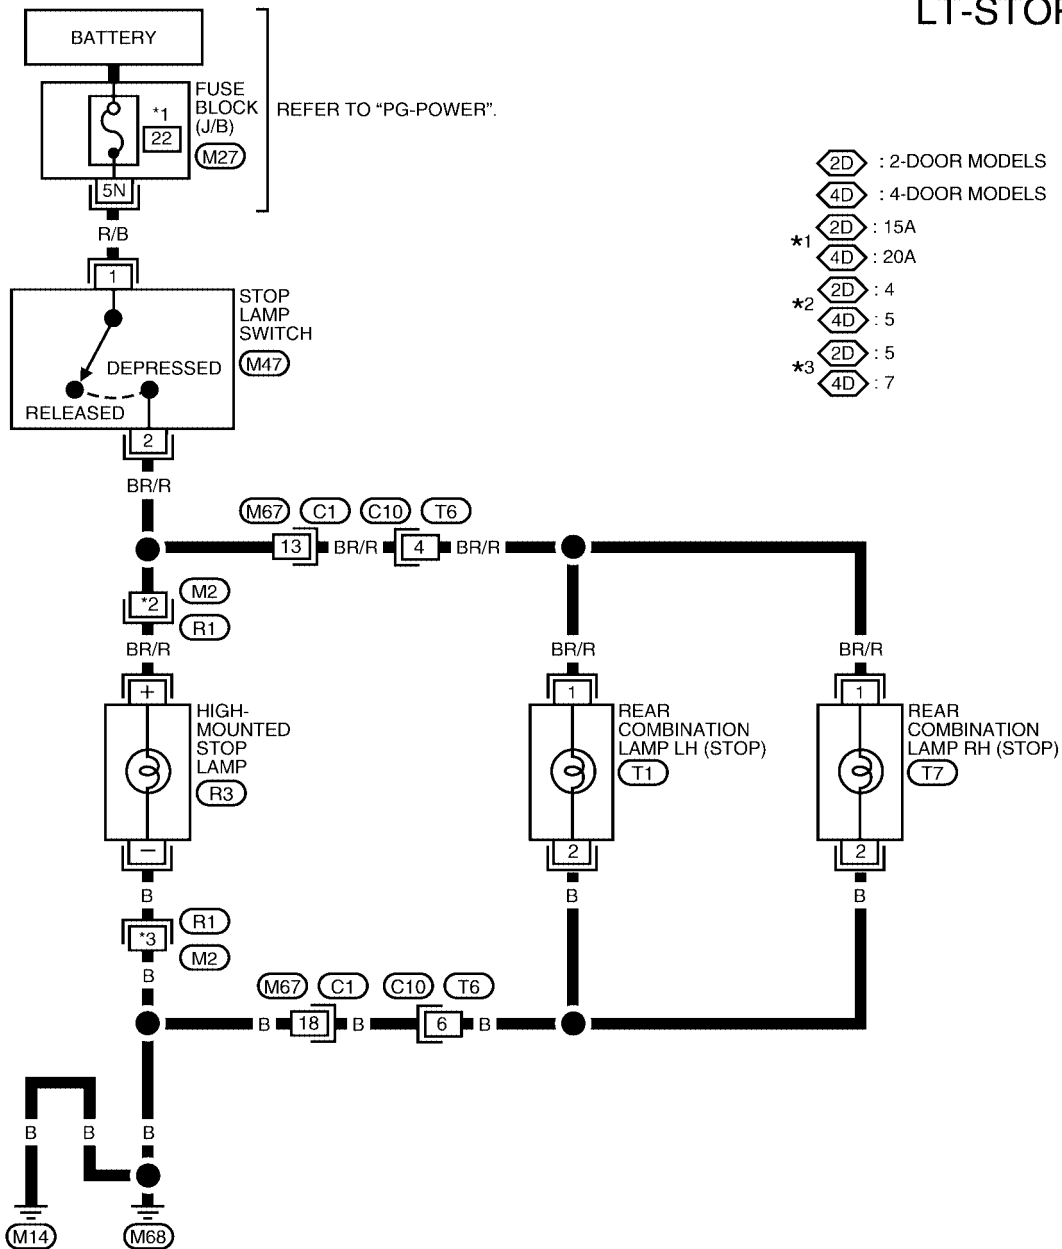 LT-STOP
BATTERY
FUSE
BLOCK
(J/B)
M27
*1
22
5N
REFER TO "PG-POWER".
2D : 2-DOOR MODELS
4D : 4-DOOR MODELS
*1
2D : 15A
4D : 20A
*2
2D : 4
4D : 5
*3
2D : 5
4D : 7
R/B
1
STOP
LAMP
SWITCH
M47
DEPRESSED
RELEASED
2
BR/R
M67 C1 C10 T6
13 BR/R 4 BR/R
*2
M2
R1
BR/R
BR/R
BR/R
+
1
1
HIGH-
MOUNTED
STOP
LAMP
R3
REAR
COMBINATION
LAMP LH (STOP)
T1
REAR
COMBINATION
LAMP RH (STOP)
T7
−
2
2
B
B
B
*3
R1
M2
B
M67 C1 C10 T6
B 18 B 6 B
B B B
M14 M68